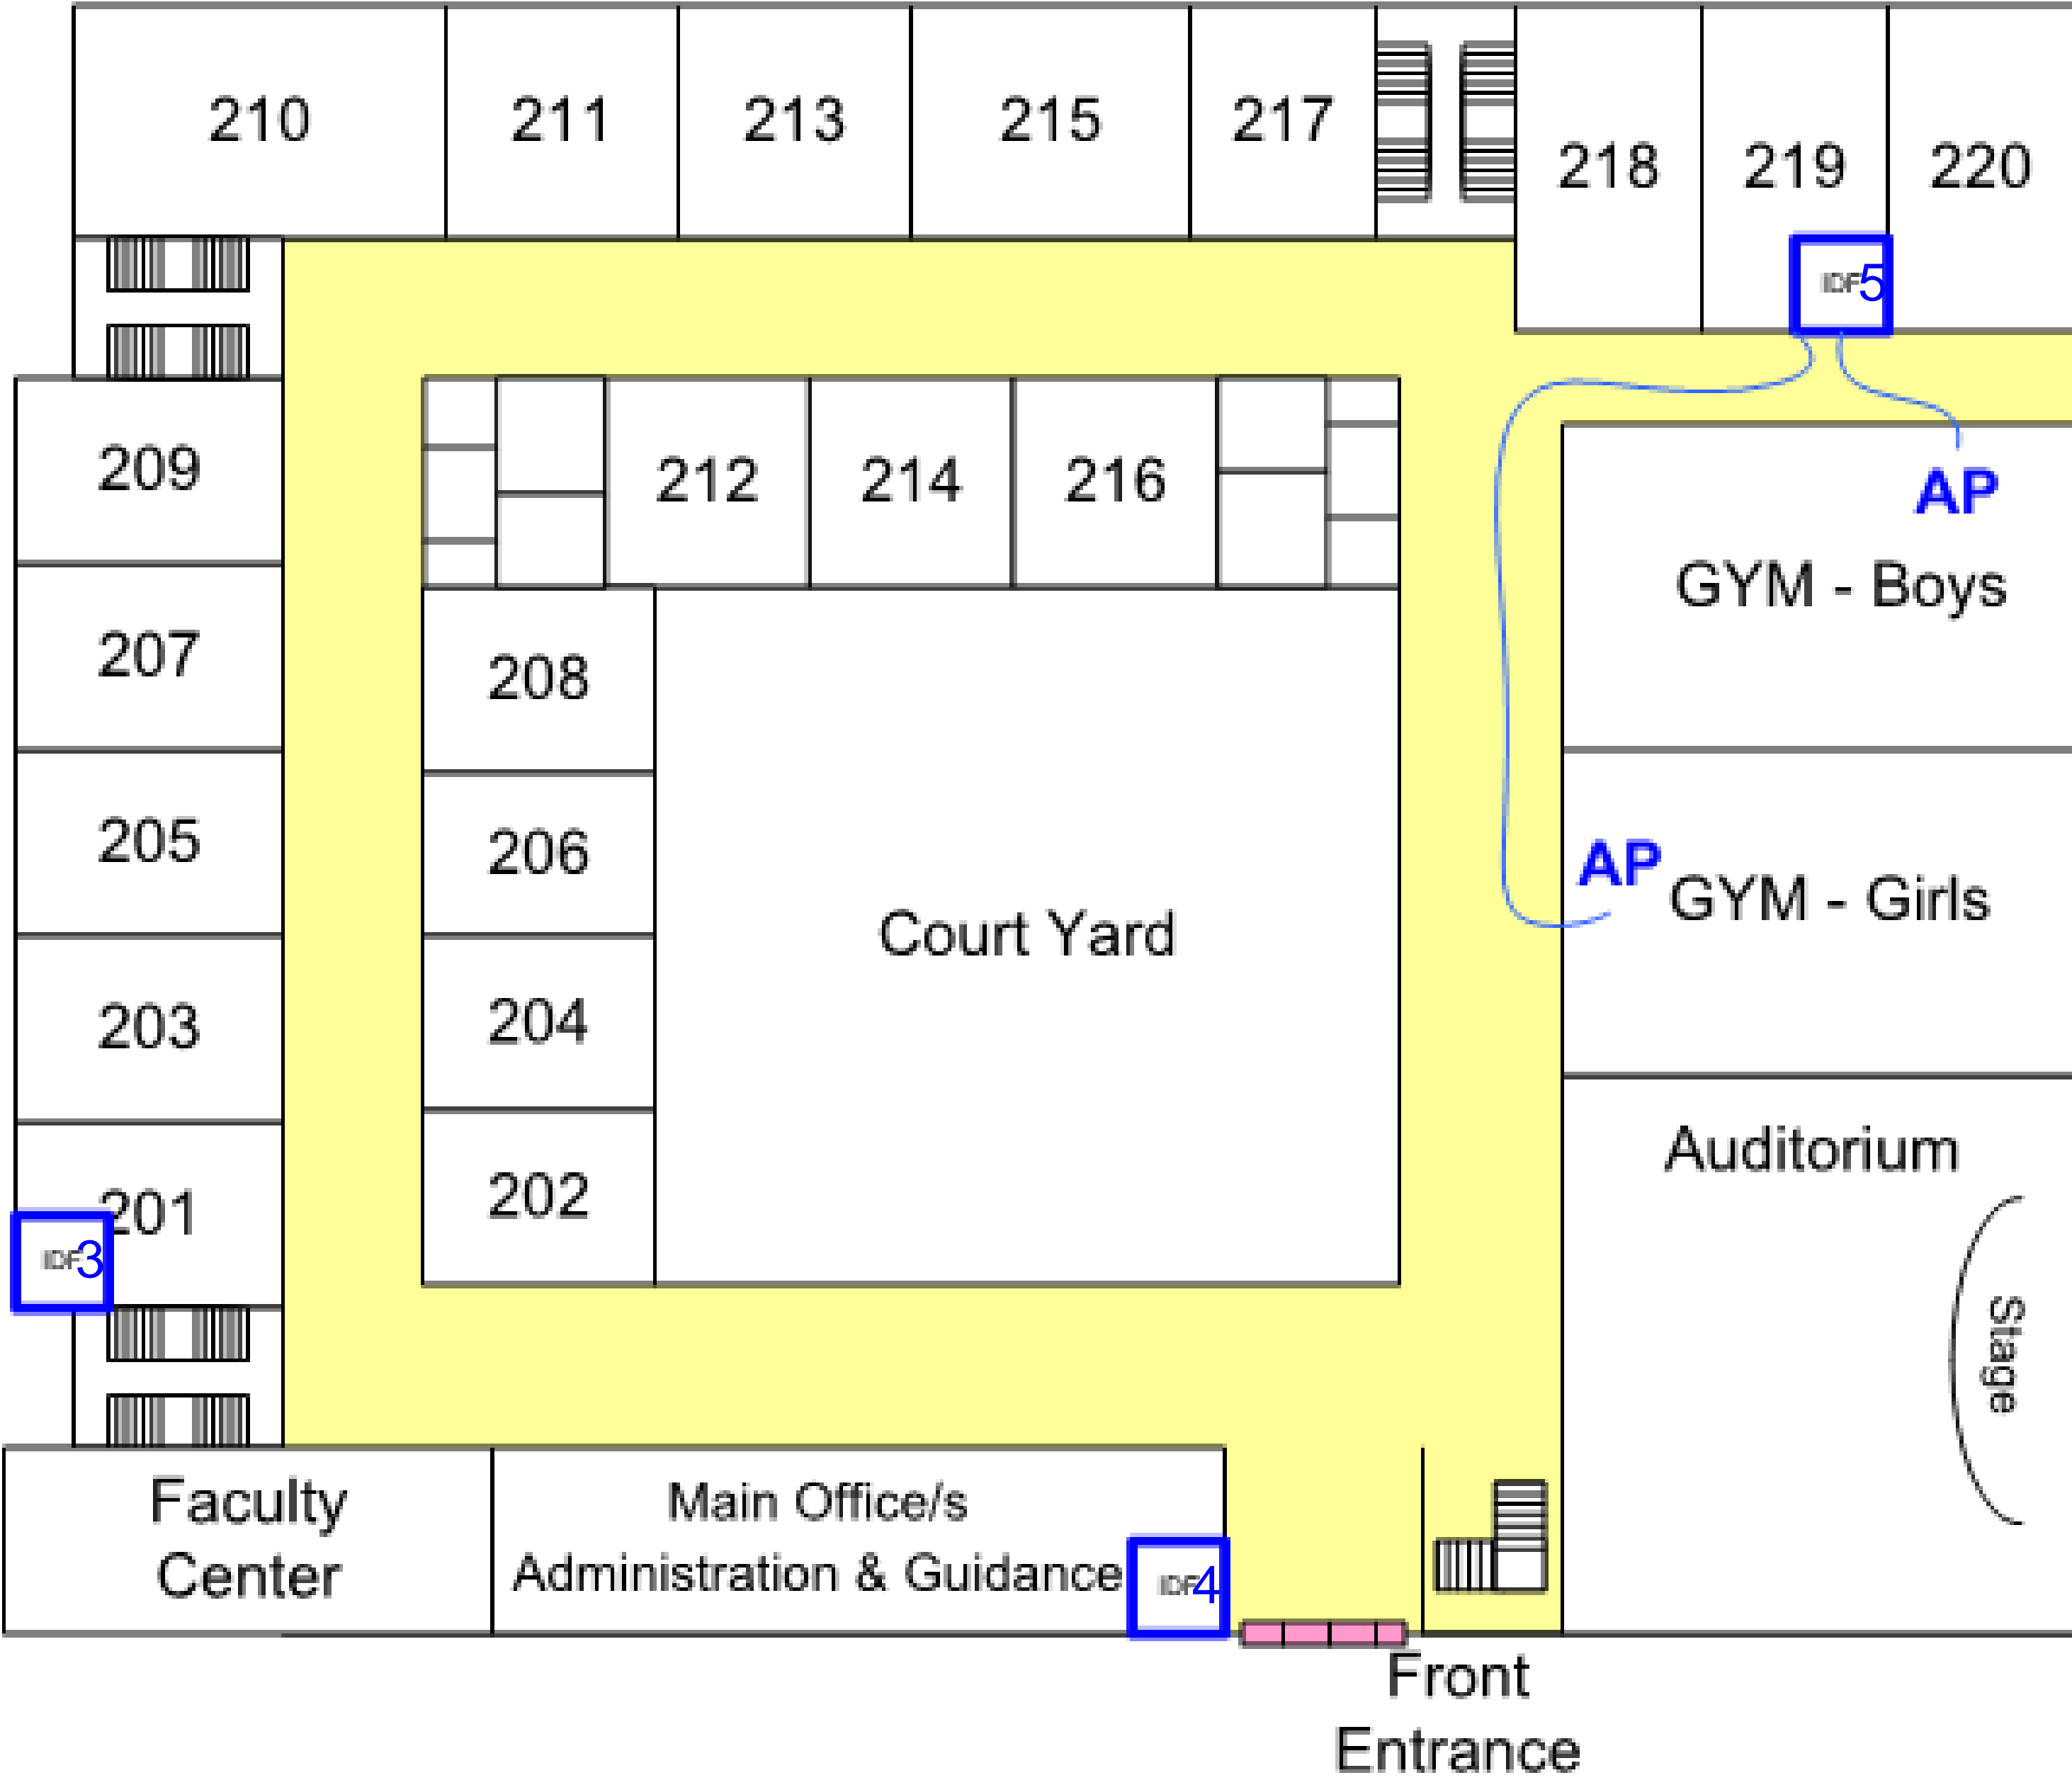 210
211
213
215
217
218
219
220
IDF5
209
212
214
216
AP
GYM - Boys
207
208
205
206
AP
GYM - Girls
Court Yard
203
204
Auditorium
201
202
IDF3
Stage
Faculty
Center
Main Office/s
Administration & Guidance
IDF4
Front
Entrance